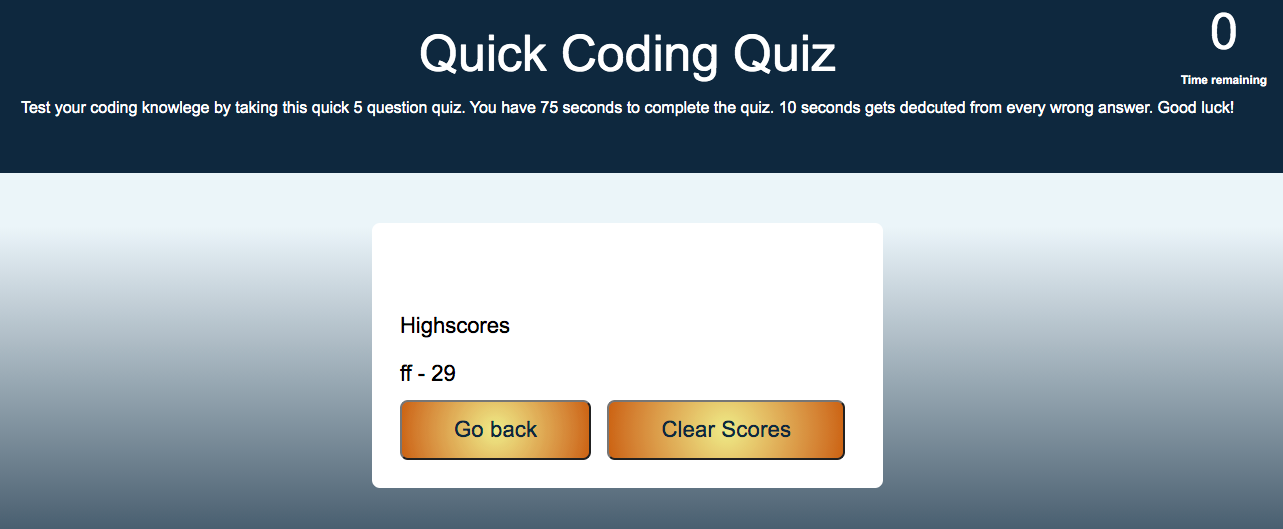 Quick Coding Quiz
0
Time remaining
Test your coding knowlege by taking this quick 5 question quiz. You have 75 seconds to complete the quiz. 10 seconds gets dedcuted from every wrong answer. Good luck!
Highscores
ff - 29
Go back
Clear Scores